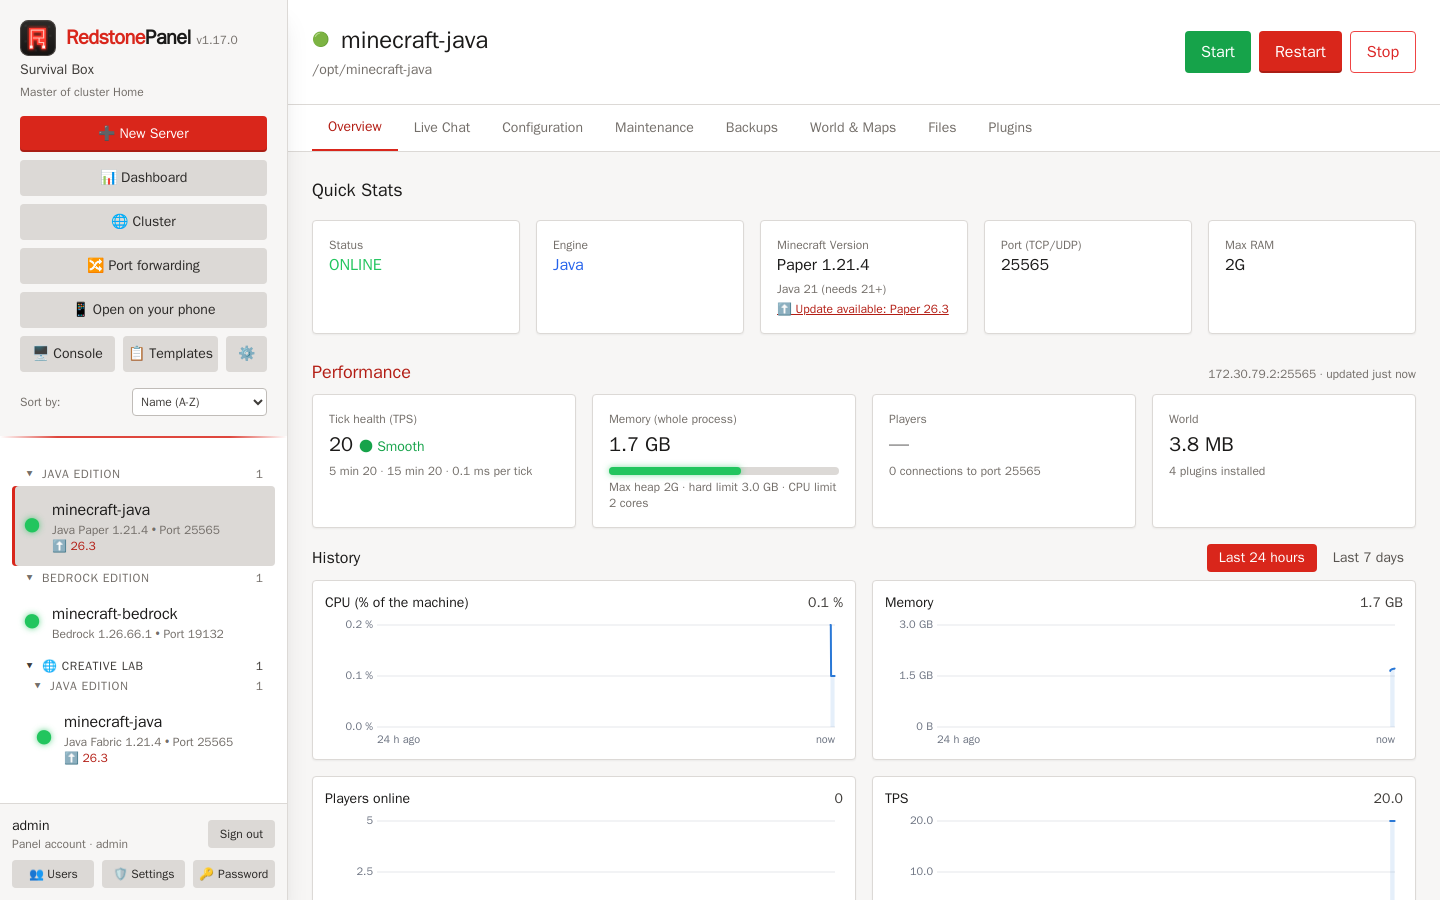 RedstonePanel v1.17.0
Survival Box
Master of cluster Home
➕ New Server
📊 Dashboard
🌐 Cluster
🔀 Port forwarding
📱 Open on your phone
🖥️ Console
📋 Templates
⚙️
Sort by:
Name (A-Z)
▼ JAVA EDITION 1
minecraft-java
Java Paper 1.21.4 • Port 25565
⬆️ 26.3
▼ BEDROCK EDITION 1
minecraft-bedrock
Bedrock 1.26.66.1 • Port 19132
▼ 🌐 CREATIVE LAB 1
▼ JAVA EDITION 1
minecraft-java
Java Fabric 1.21.4 • Port 25565
⬆️ 26.3
admin
Panel account · admin
Sign out
👥 Users
🛡️ Settings
🔑 Password
minecraft-java
/opt/minecraft-java
Start
Restart
Stop
Overview
Live Chat
Configuration
Maintenance
Backups
World & Maps
Files
Plugins
Quick Stats
Status
ONLINE
Engine
Java
Minecraft Version
Paper 1.21.4
Java 21 (needs 21+)
⬆️ Update available: Paper 26.3
Port (TCP/UDP)
25565
Max RAM
2G
Performance
172.30.79.2:25565 · updated just now
Tick health (TPS)
20 Smooth
5 min 20 · 15 min 20 · 0.1 ms per tick
Memory (whole process)
1.7 GB
Max heap 2G · hard limit 3.0 GB · CPU limit
2 cores
Players
—
0 connections to port 25565
World
3.8 MB
4 plugins installed
History
Last 24 hours
Last 7 days
CPU (% of the machine) 0.1 %
0.2 %
0.1 %
0.0 %
24 h ago
now
Memory 1.7 GB
3.0 GB
1.5 GB
0 B
24 h ago
now
Players online 0
5
2.5
TPS 20.0
20.0
10.0